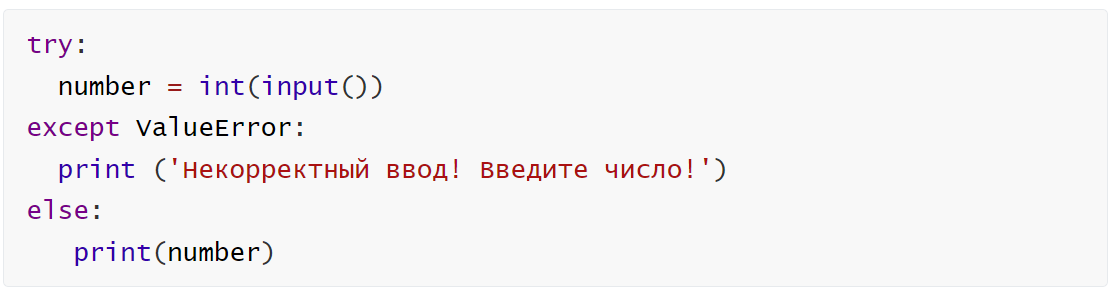 try:
  number = int(input())
except ValueError:
  print ('Некорректный ввод! Введите число!')
else:
   print(number)